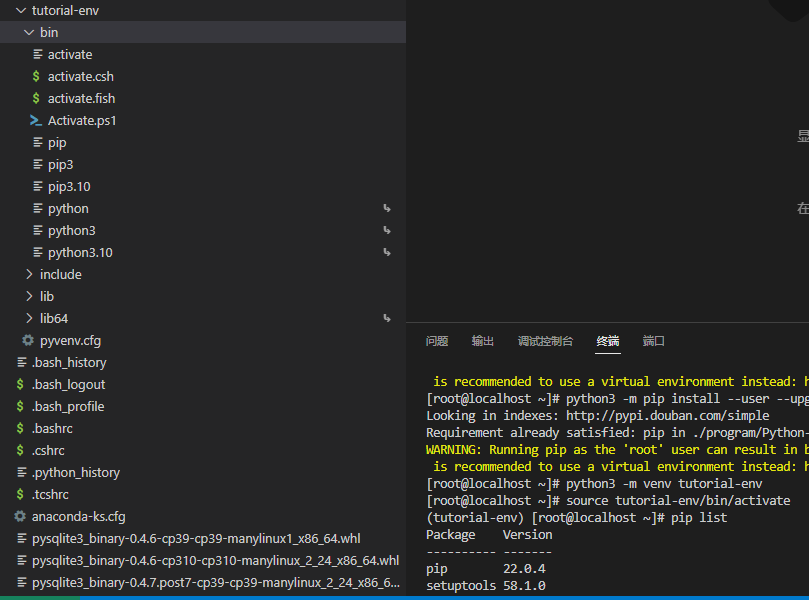 tutorial-env
bin
activate
activate.csh
activate.fish
Activate.ps1
pip
pip3
pip3.10
python
python3
python3.10
include
lib
lib64
pyvenv.cfg
.bash_history
.bash_logout
.bash_profile
.bashrc
.cshrc
.python_history
.tcshrc
anaconda-ks.cfg
pysqlite3_binary-0.4.6-cp39-cp39-manylinux1_x86_64.whl
pysqlite3_binary-0.4.6-cp310-cp310-manylinux_2_24_x86_64.whl
pysqlite3_binary-0.4.7.post7-cp39-cp39-manylinux_2_24_x86_6...
显
在
问题 输出 调试控制台 终端 端口
is recommended to use a virtual environment instead: h
[root@localhost ~]# python3 -m pip install --user --upg
Looking in indexes: http://pypi.douban.com/simple
Requirement already satisfied: pip in ./program/Python-
WARNING: Running pip as the 'root' user can result in b
is recommended to use a virtual environment instead: h
[root@localhost ~]# python3 -m venv tutorial-env
[root@localhost ~]# source tutorial-env/bin/activate
(tutorial-env) [root@localhost ~]# pip list
Package    Version
---------- -------
pip        22.0.4
setuptools 58.1.0